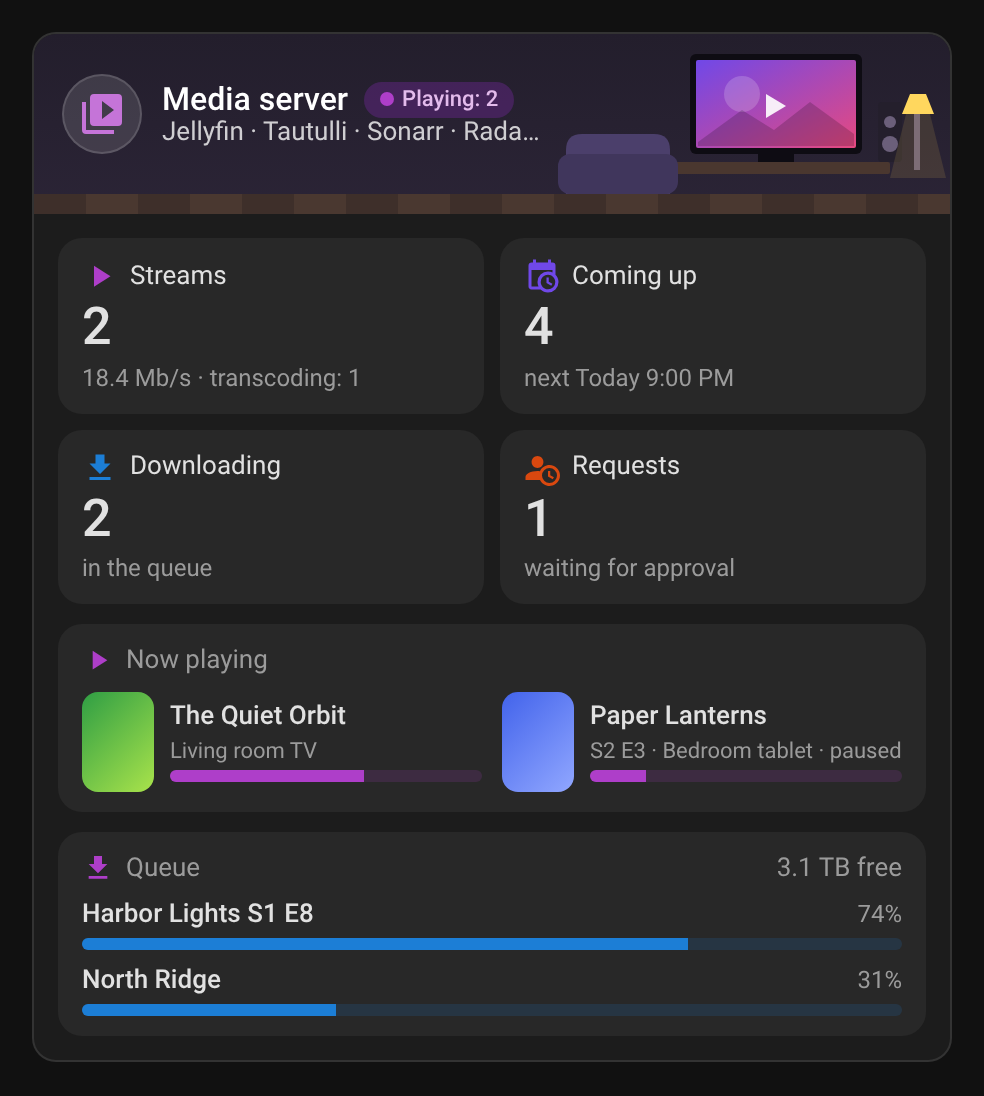 Media server
Playing: 2
Jellyfin · Tautulli · Sonarr · Rada...
Streams
2
18.4 Mb/s · transcoding: 1
Coming up
4
next Today 9:00 PM
Downloading
2
in the queue
Requests
1
waiting for approval
Now playing
The Quiet Orbit
Living room TV
Paper Lanterns
S2 E3 · Bedroom tablet · paused
Queue
3.1 TB free
Harbor Lights S1 E8
74%
North Ridge
31%